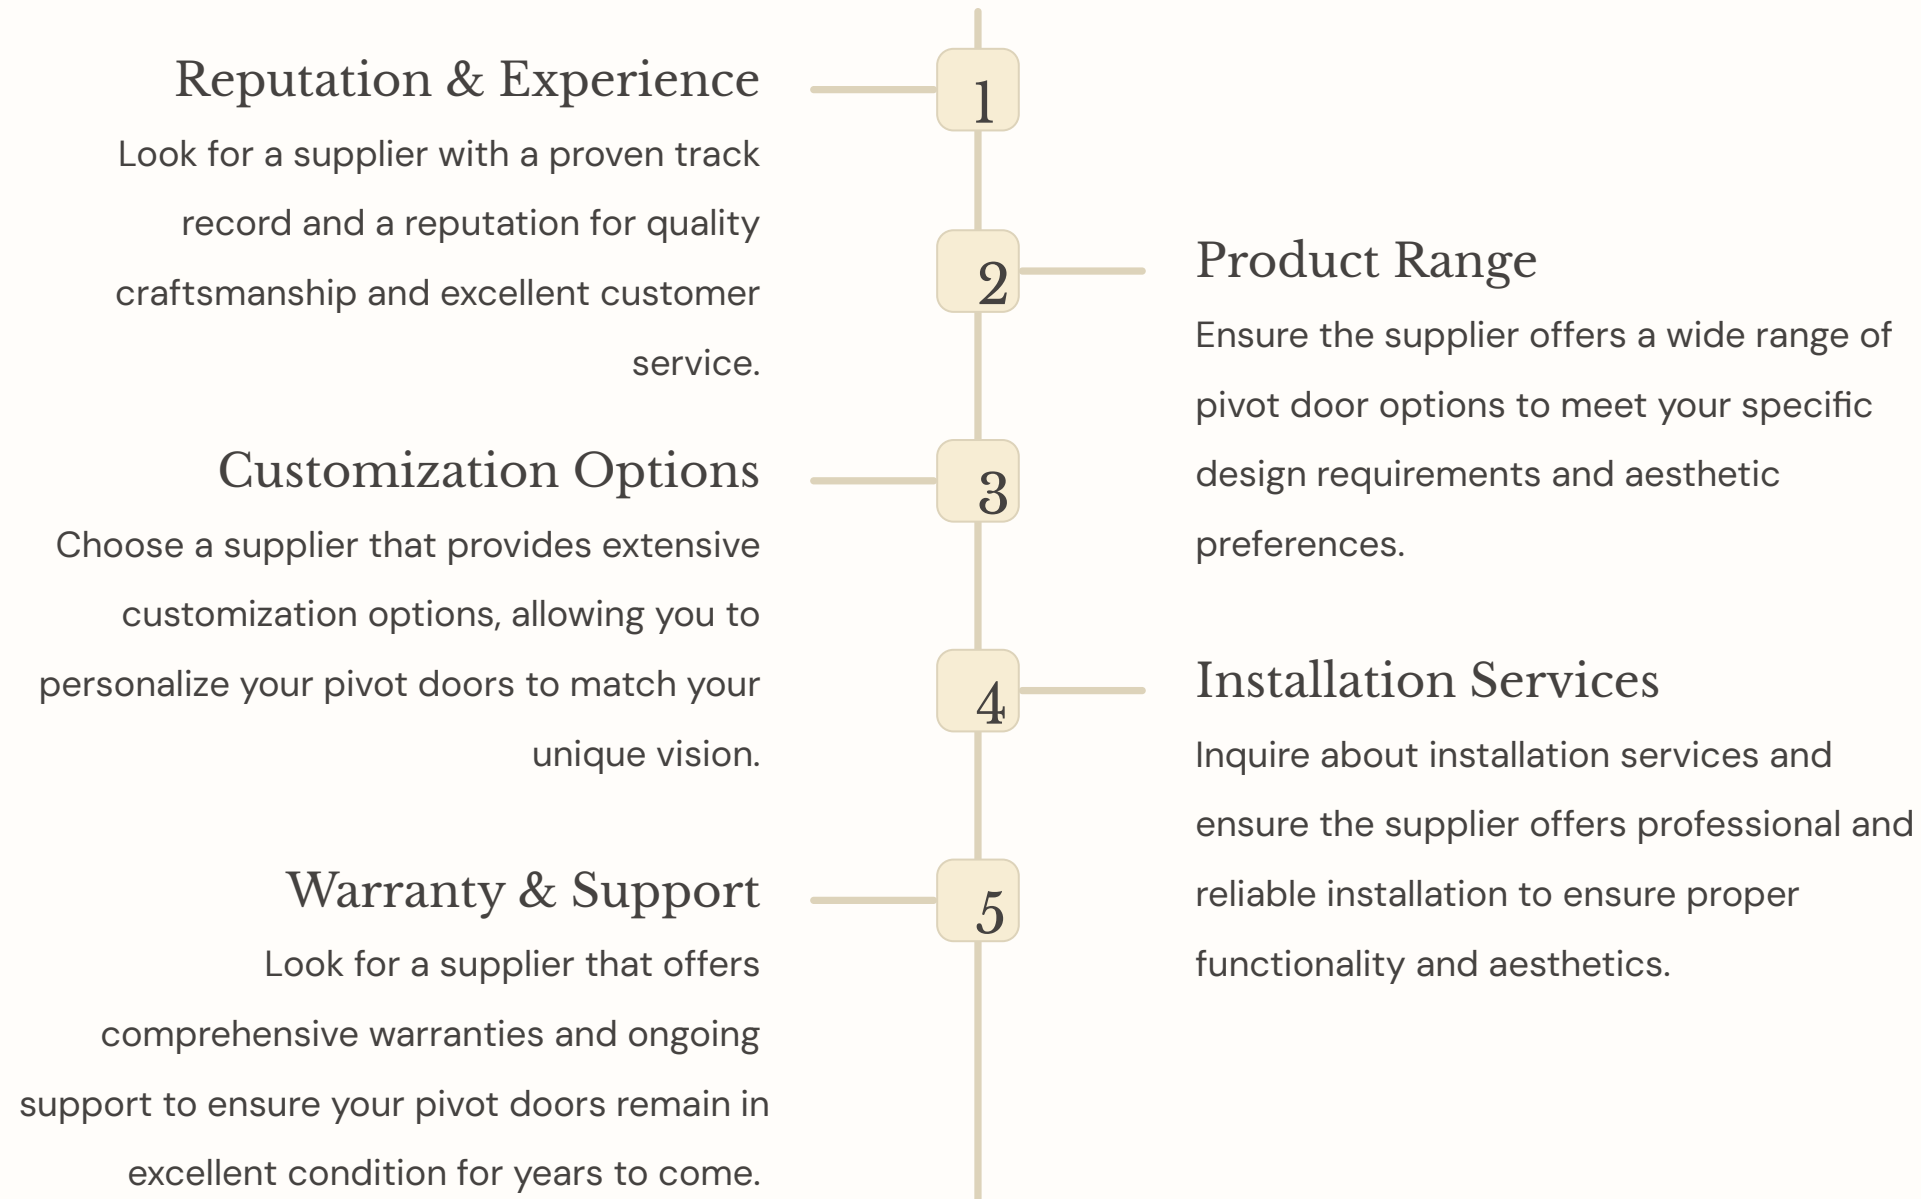 1
Reputation & Experience
Look for a supplier with a proven track
record and a reputation for quality
craftsmanship and excellent customer
service.
2
Product Range
Ensure the supplier offers a wide range of
pivot door options to meet your specific
design requirements and aesthetic
preferences.
3
Customization Options
Choose a supplier that provides extensive
customization options, allowing you to
personalize your pivot doors to match your
unique vision.
4
Installation Services
Inquire about installation services and
ensure the supplier offers professional and
reliable installation to ensure proper
functionality and aesthetics.
5
Warranty & Support
Look for a supplier that offers
comprehensive warranties and ongoing
support to ensure your pivot doors remain in
excellent condition for years to come.